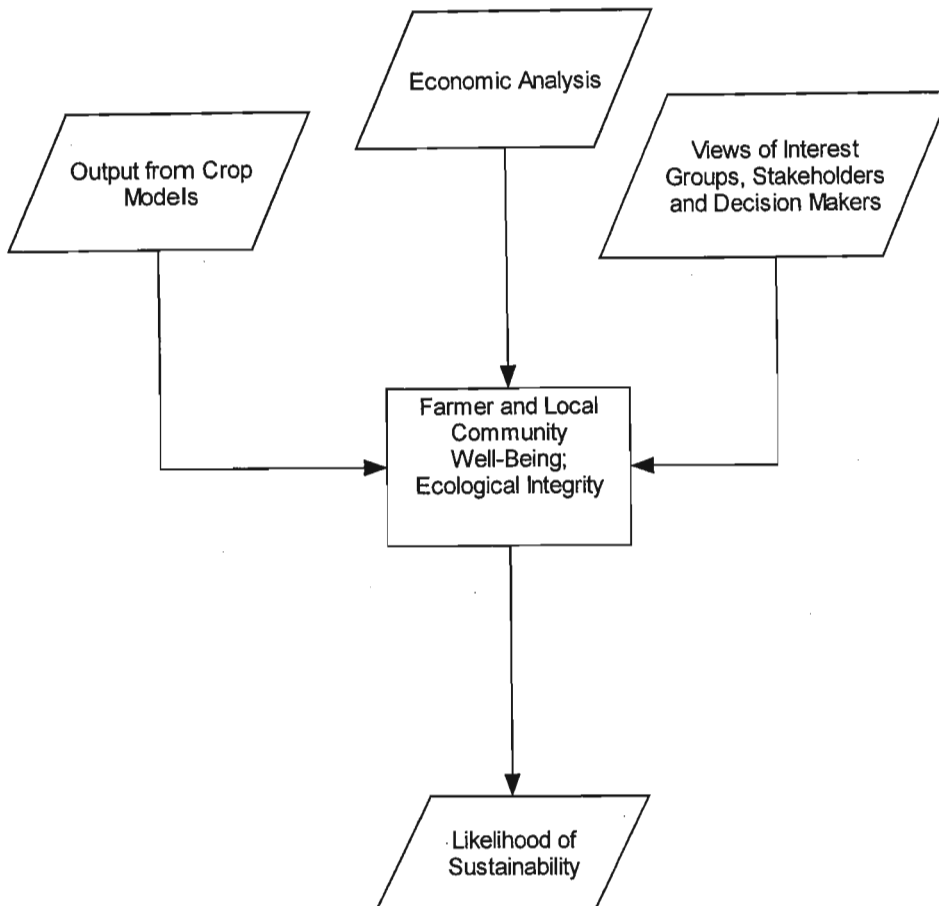 Economic Analysis
Output from Crop
Models
Views of Interest
Groups, Stakeholders
and Decision Makers
Farmer and Local
Community
Well-Being;
Ecological Integrity
Likelihood of
Sustainability